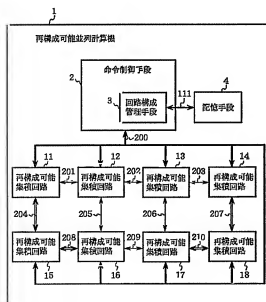 1
再構成可能並列計算機
命令制御手段
2
3
回路構成
管理手段
111
4
記憶手段
200
11
12
13
14
再構成可能
集積回路
201
再構成可能
集積回路
202
再構成可能
集積回路
203
再構成可能
集積回路
204
205
206
207
再構成可能
集積回路
208
再構成可能
集積回路
209
再構成可能
集積回路
210
再構成可能
集積回路
15
16
17
18